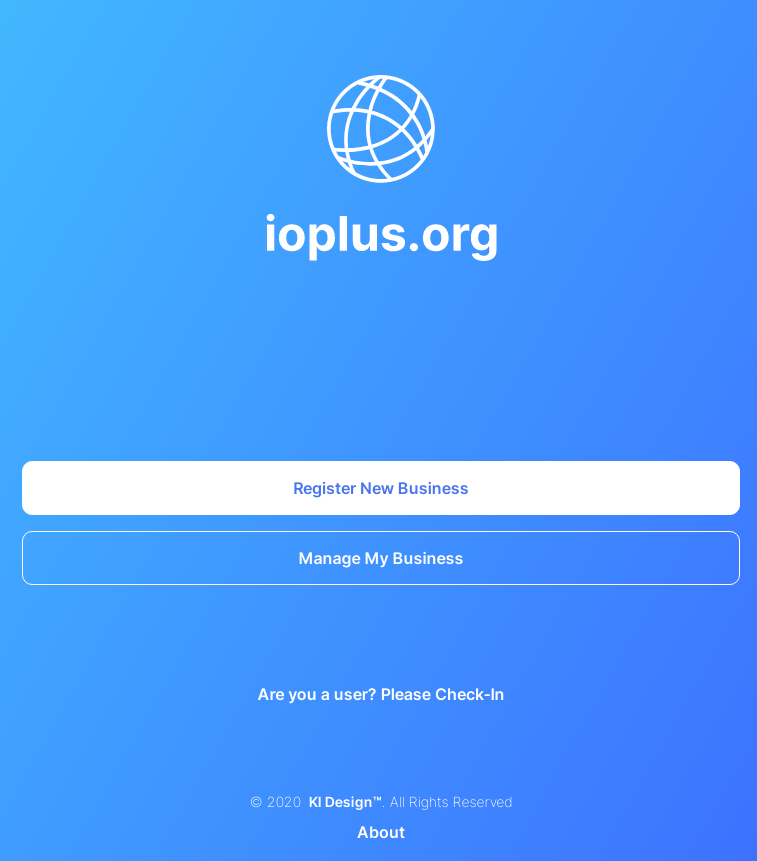 ioplus.org
Register New Business
Manage My Business
Are you a user? Please Check-In
© 2020 KI Design™. All Rights Reserved
About